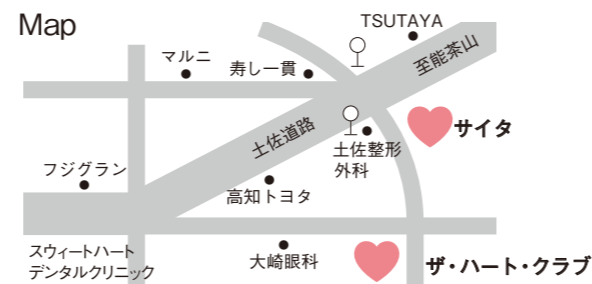 Map
TSUTAYA
マルニ
寿し一貫
至能茶山
サイタ
土佐道路
土佐整形
外科
フジグラン
高知トヨタ
スウィートハート
デンタルクリニック
大崎眼科
ザ・ハート・クラブ